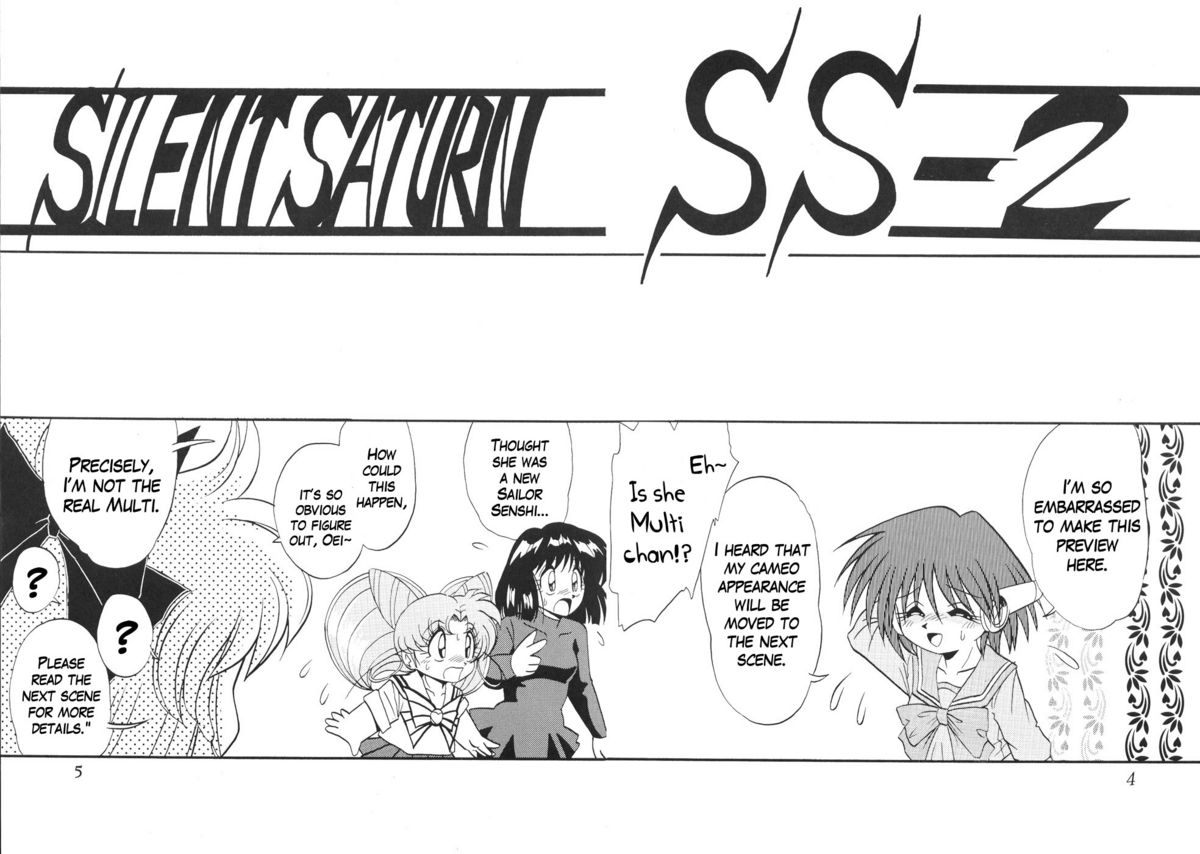 SILENT SATURN SS-2
I'M SO
EMBARRASSED
TO MAKE THIS
PREVIEW
HERE.
I HEARD THAT
MY CAMEO
APPEARANCE
WILL BE
MOVED TO
THE NEXT
SCENE.
Eh~
Is she
Multi
chan!?
THOUGHT
SHE WAS
A NEW
SAILOR
SENSHI...
HOW
COULD
THIS
HAPPEN,
IT'S SO
OBVIOUS
TO FIGURE
OUT, OEI~
PRECISELY,
I'M NOT THE
REAL MULTI.
?
?
PLEASE
READ THE
NEXT SCENE
FOR MORE
DETAILS."
5
4